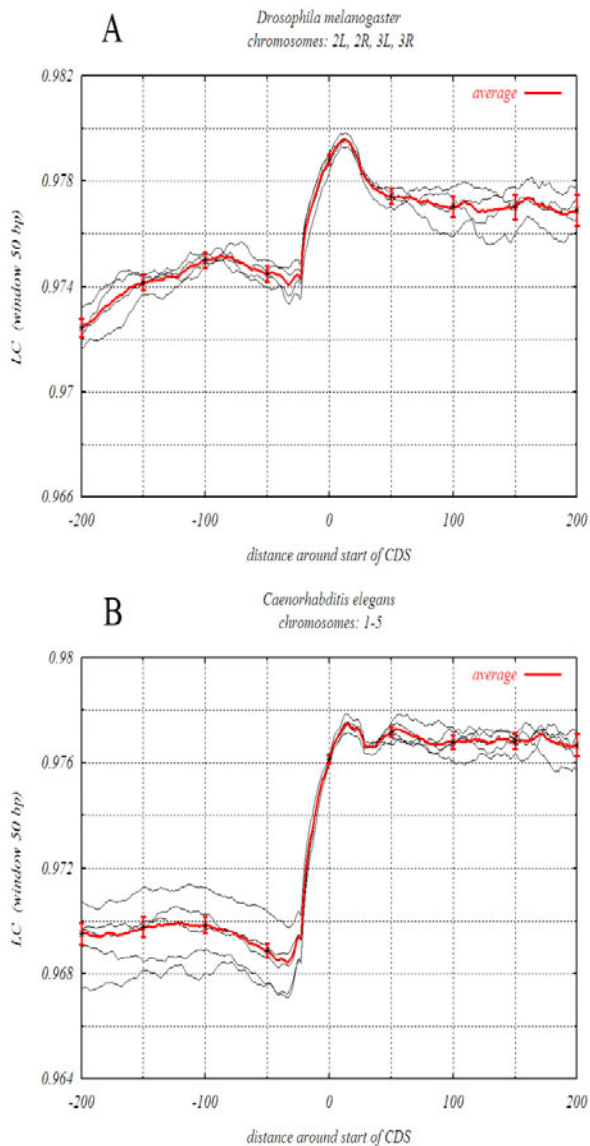 A
Drosophila melanogaster
chromosomes: 2L, 2R, 3L, 3R
0.982
average
0.978
0.974
0.97
0.966
LC (window 50 bp)
-200
-100
0
100
200
distance around start of CDS
B
Caenorhabditis elegans
chromosomes: 1-5
0.98
average
0.976
0.972
0.968
0.964
LC (window 50 bp)
-200
-100
0
100
200
distance around start of CDS